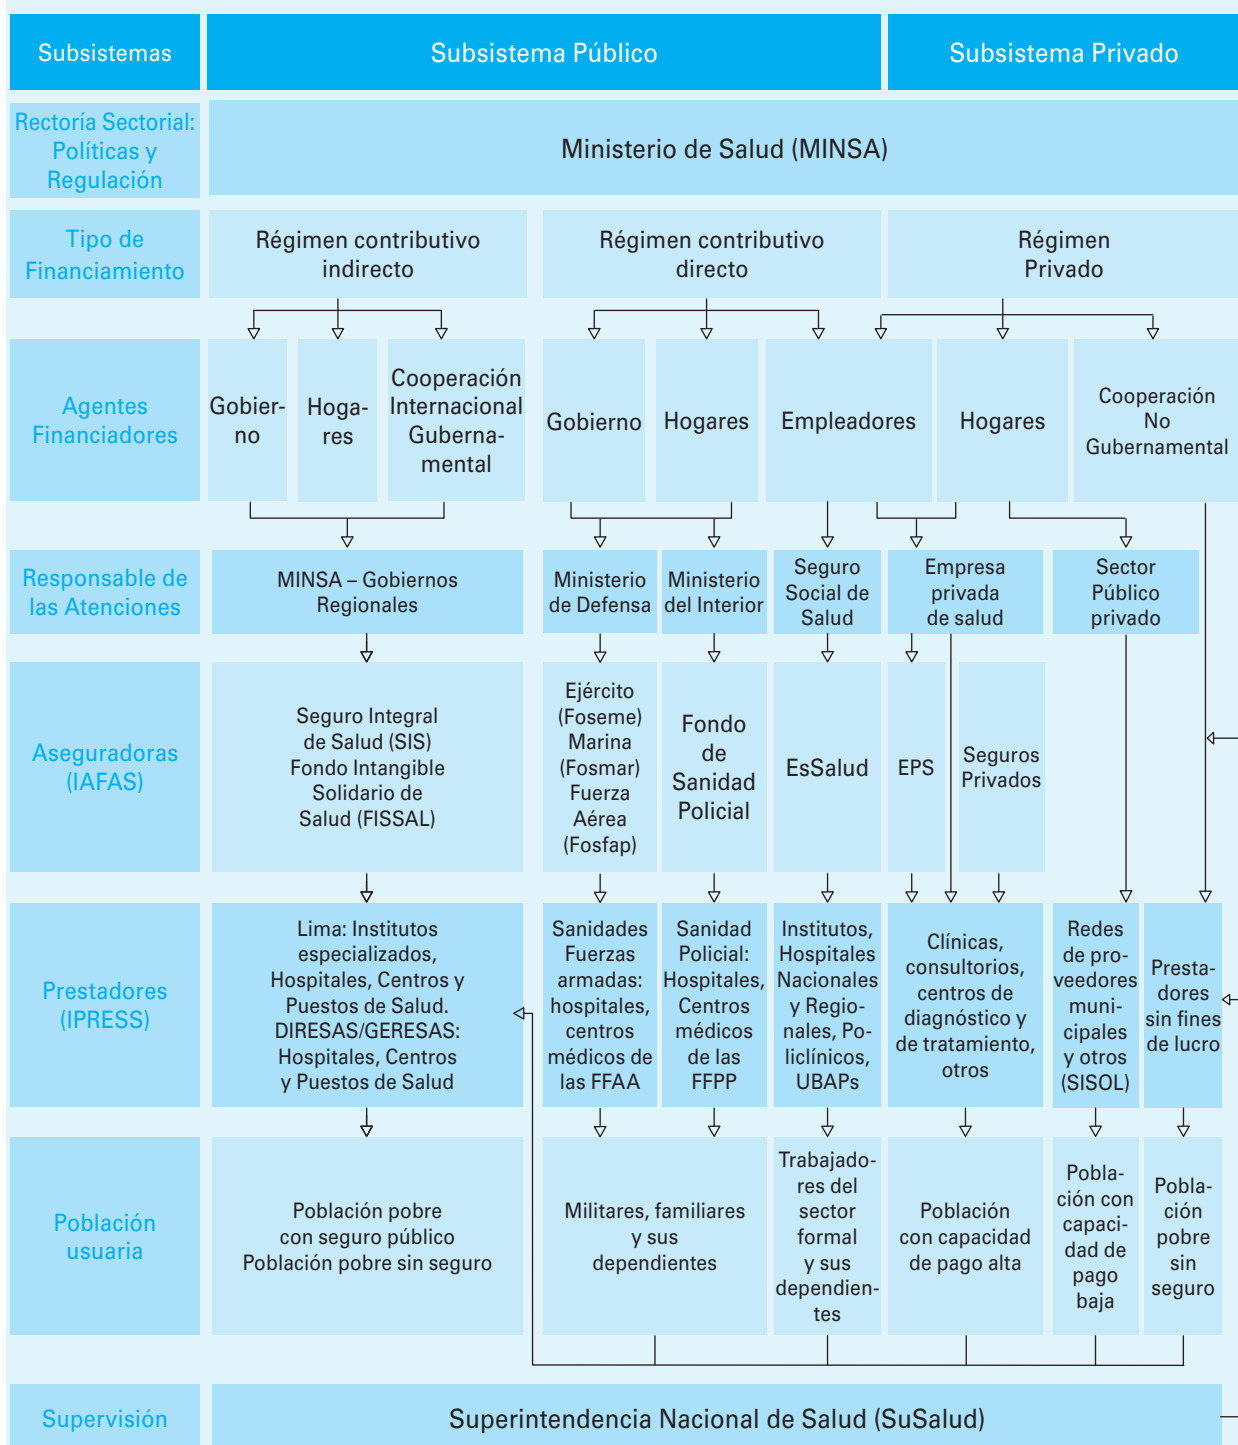 Subsistemas
Subsistema Público
Subsistema Privado
Rectoría Sectorial:
Políticas y
Regulación
Ministerio de Salud (MINSA)
Tipo de
Financiamiento
Régimen contributivo
indirecto
Régimen contributivo
directo
Régimen
Privado
Agentes
Financiadores
Gobier-
no
Hoga-
res
Cooperación
Internacional
Guberna-
mental
Gobierno
Hogares
Empleadores
Hogares
Cooperación
No
Gubernamental
Responsable de
las Atenciones
MINSA – Gobiernos
Regionales
Ministerio
de Defensa
Ministerio
del Interior
Seguro
Social de
Salud
Empresa
privada
de salud
Sector
Público
privado
Aseguradoras
(IAFAS)
Seguro Integral
de Salud (SIS)
Fondo Intangible
Solidario de
Salud (FISSAL)
Ejército
(Foseme)
Marina
(Fosmar)
Fuerza
Aérea
(Fosfap)
Fondo
de
Sanidad
Policial
EsSalud
EPS
Seguros
Privados
Prestadores
(IPRESS)
Lima: Institutos
especializados,
Hospitales, Centros y
Puestos de Salud.
DIRESAS/GERESAS:
Hospitales, Centros
y Puestos de Salud
Sanidades
Fuerzas
armadas:
hospitales,
centros
médicos de
las FFAA
Sanidad
Policial:
Hospitales,
Centros
médicos
de las
FFPP
Institutos,
Hospitales
Nacionales
y Regio-
nales, Po-
liclínicos,
UBAPs
Clínicas,
consultorios,
centros de
diagnóstico y
de tratamiento,
otros
Redes
de pro-
veedores
muni-
cipales
y otros
(SISOL)
Presta-
dores
sin fines
de lucro
Población
usuaria
Población pobre
con seguro público
Población pobre sin seguro
Militares, familiares
y sus
dependientes
Trabajado-
res del
sector
formal
y sus
dependien-
tes
Población
con capacidad
de pago alta
Pobla-
ción con
capaci-
dad de
pago
baja
Pobla-
ción
pobre
sin
seguro
Supervisión
Superintendencia Nacional de Salud (SuSalud)